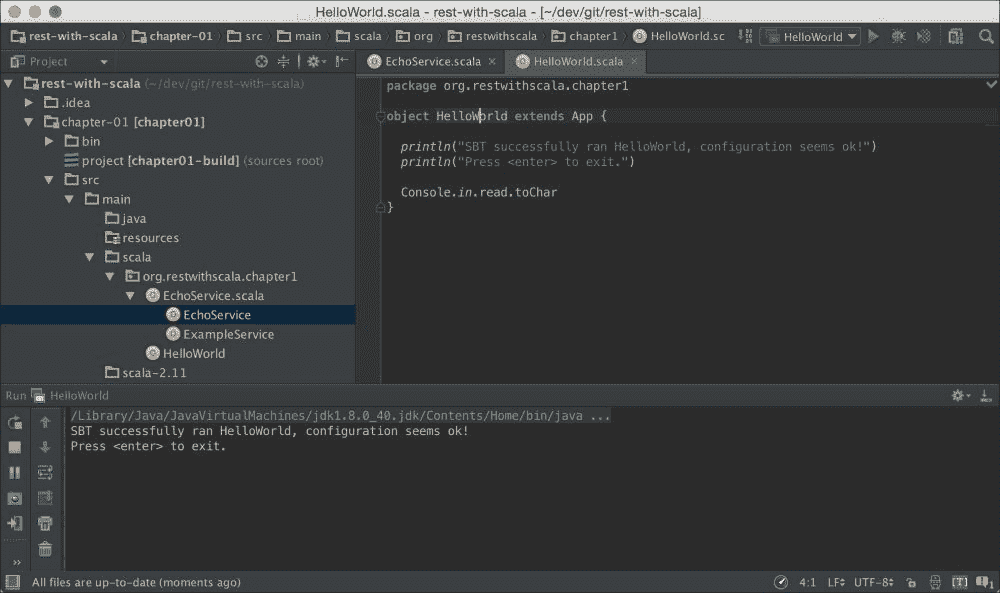 HelloWorld.scala - rest-with-scala - [~/dev/git/rest-with-scala]
rest-with-scala chapter-01 src main scala org restwithscala chapter1 HelloWorld.sc HelloWorld
Project
EchoService.scala HelloWorld.scala
rest-with-scala (~/dev/git/rest-with-scala)
.idea
chapter-01 [chapter01]
bin
project [chapter01-build] (sources root)
src
main
java
resources
scala
org.restwithscala.chapter1
EchoService.scala
EchoService
ExampleService
HelloWorld
scala-2.11
package org.restwithscala.chapter1
object HelloWorld extends App {
println("SBT successfully ran HelloWorld, configuration seems ok!")
println("Press <enter> to exit.")
Console.in.read.toChar
}
Run HelloWorld
/Library/Java/JavaVirtualMachines/jdk1.8.0_40.jdk/Contents/Home/bin/java ...
SBT successfully ran HelloWorld, configuration seems ok!
Press <enter> to exit.
All files are up-to-date (moments ago) 4:1 LF UTF-8 [T] 1